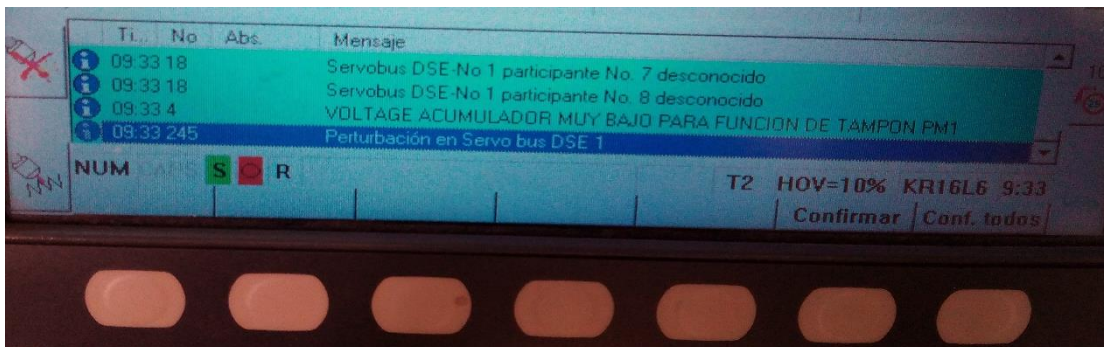 Ti... No Abs. Mensaje
09:33 18 Servobus DSE-No 1 participante No. 7 desconocido
09:33 18 Servobus DSE-No 1 participante No. 8 desconocido
09:33 4 VOLTAGE ACUMULADOR MUY BAJO PARA FUNCION DE TAMPON PM1
09:33 245 Perturbación en Servo bus DSE 1
NUM CAPS S R T2 HOV=10% KR16L6 9:33
Confirmar Conf. todos